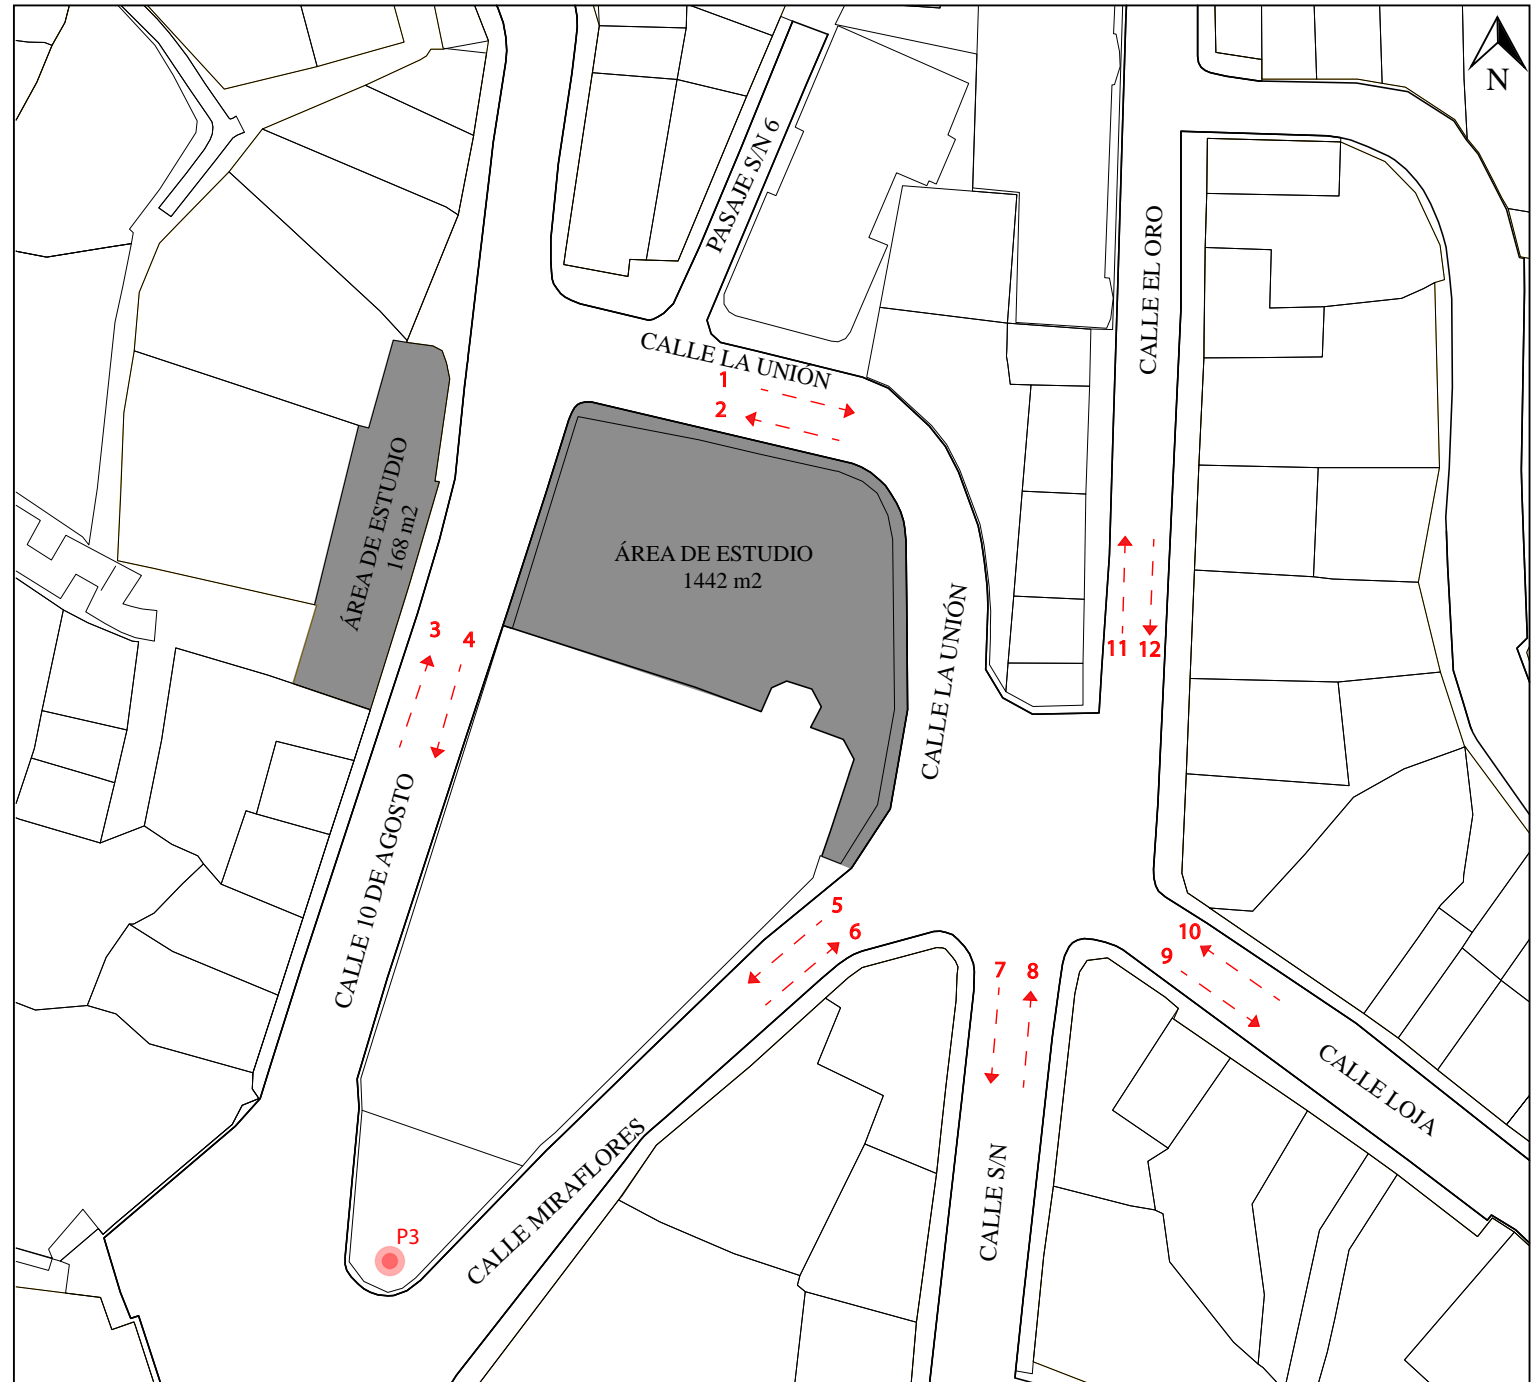 N
PASAJE S/N 6
CALLE EL ORO
CALLE LA UNIÓN
1
2
ÁREA DE ESTUDIO
168 m2
ÁREA DE ESTUDIO
1442 m2
CALLE LA UNIÓN
3
4
11
12
CALLE 10 DE AGOSTO
5
6
7
8
9
10
CALLE LOJA
CALLE MIRAFLORES
CALLE S/N
P3